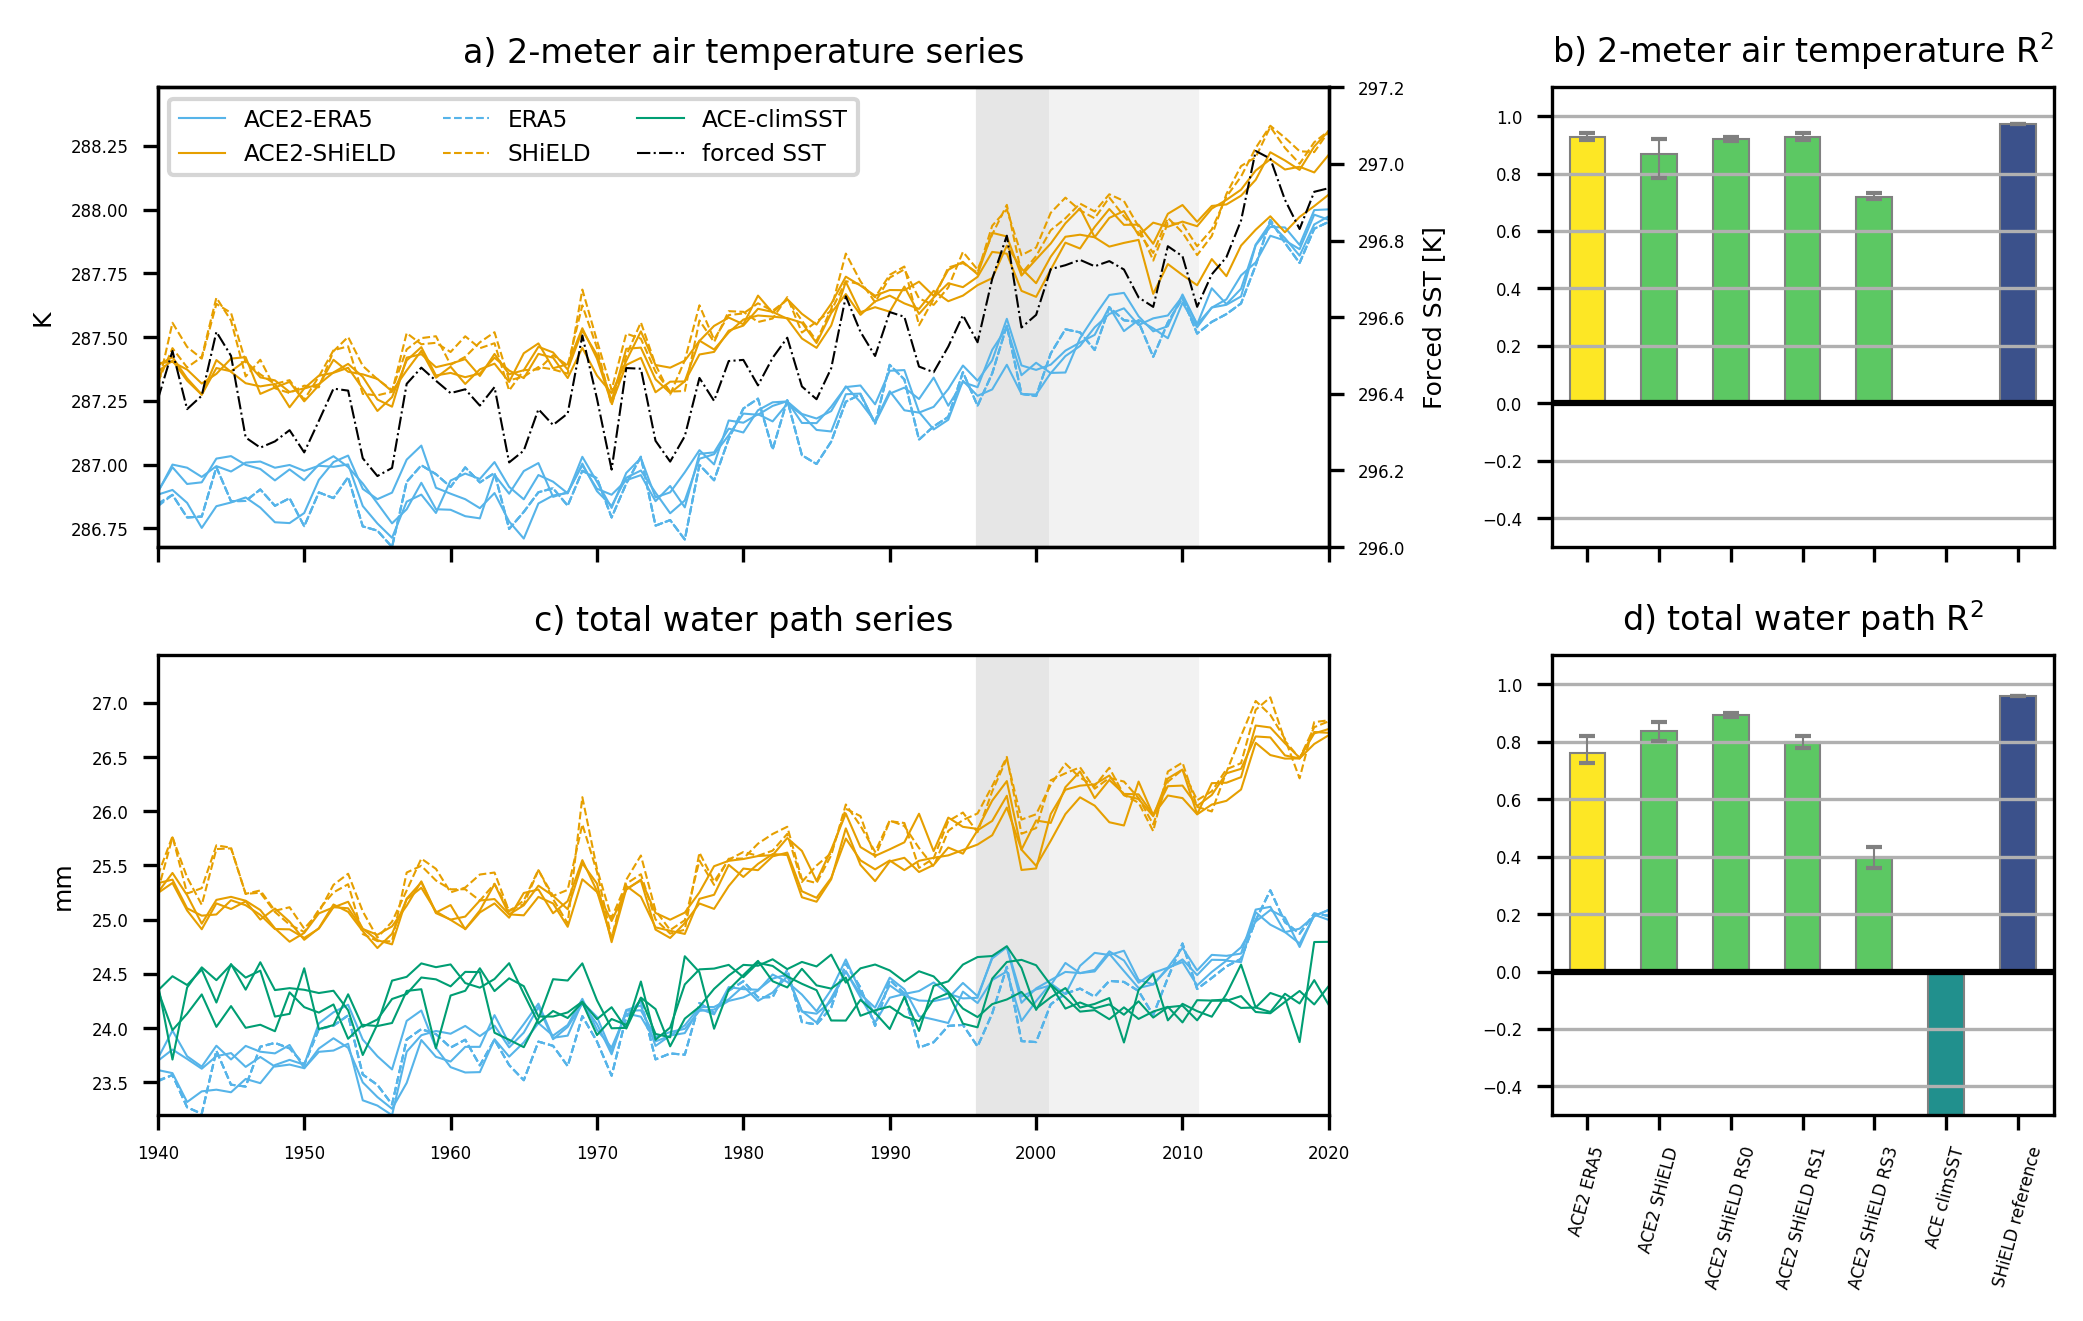 a) 2-meter air temperature series
b) 2-meter air temperature R²
ACE2-ERA5
ERA5
ACE-climSST
ACE2-SHiELD
SHiELD
forced SST
K
288.25
288.00
287.75
287.50
287.25
287.00
286.75
297.2
297.0
296.8
296.6
296.4
296.2
296.0
Forced SST [K]
1.0
0.8
0.6
0.4
0.2
0.0
−0.2
−0.4
c) total water path series
d) total water path R²
mm
27.0
26.5
26.0
25.5
25.0
24.5
24.0
23.5
1940
1950
1960
1970
1980
1990
2000
2010
2020
1.0
0.8
0.6
0.4
0.2
0.0
−0.2
−0.4
ACE2 ERA5
ACE2 SHiELD
ACE2 SHiELD RS0
ACE2 SHiELD RS1
ACE2 SHiELD RS3
ACE climSST
SHiELD reference